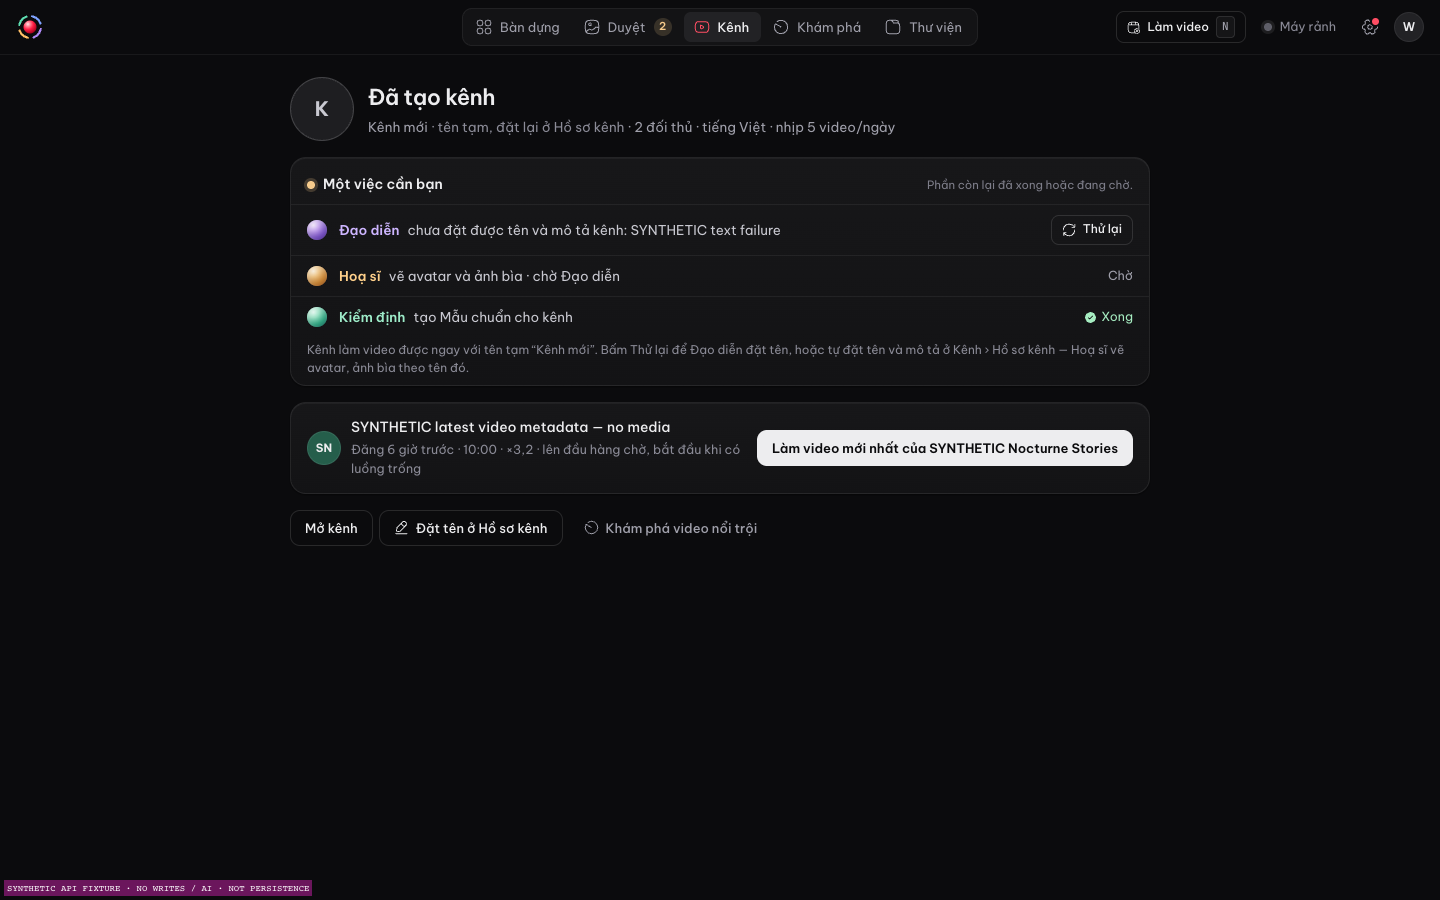 Bàn dựng
Duyệt 2
Kênh
Khám phá
Thư viện
Làm video N
Máy rảnh
W
K
Đã tạo kênh
Kênh mới · tên tạm, đặt lại ở Hồ sơ kênh · 2 đối thủ · tiếng Việt · nhịp 5 video/ngày
Một việc cần bạn
Phần còn lại đã xong hoặc đang chờ.
Đạo diễn chưa đặt được tên và mô tả kênh: SYNTHETIC text failure
Thử lại
Hoạ sĩ vẽ avatar và ảnh bìa · chờ Đạo diễn
Chờ
Kiểm định tạo Mẫu chuẩn cho kênh
Xong
Kênh làm video được ngay với tên tạm “Kênh mới”. Bấm Thử lại để Đạo diễn đặt tên, hoặc tự đặt tên và mô tả ở Kênh › Hồ sơ kênh — Hoạ sĩ vẽ
avatar, ảnh bìa theo tên đó.
SN
SYNTHETIC latest video metadata — no media
Đăng 6 giờ trước · 10:00 · ×3,2 · lên đầu hàng chờ, bắt đầu khi có
luồng trống
Làm video mới nhất của SYNTHETIC Nocturne Stories
Mở kênh
Đặt tên ở Hồ sơ kênh
Khám phá video nổi trội
SYNTHETIC API FIXTURE · NO WRITES / AI · NOT PERSISTENCE